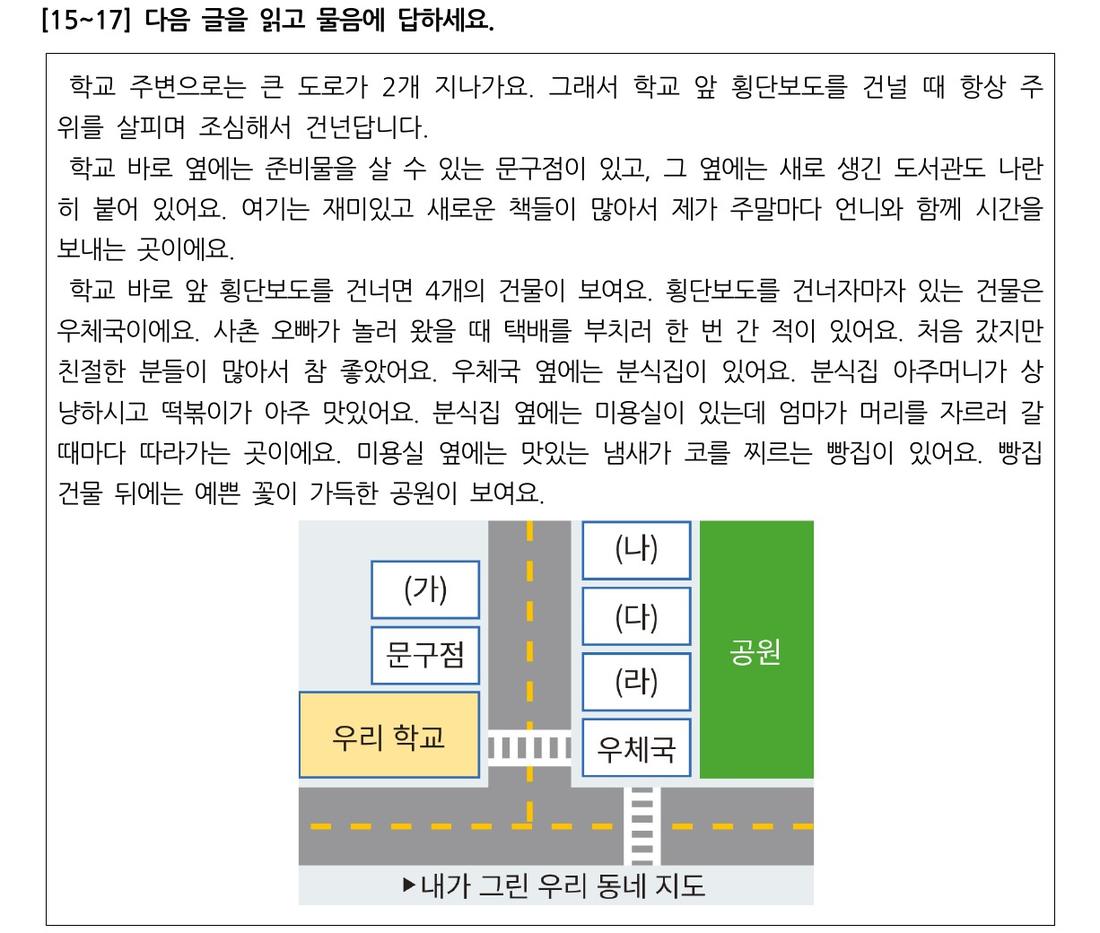 [15~17] 다음 글을 읽고 물음에 답하세요.
학교 주변으로는 큰 도로가 2개 지나가요. 그래서 학교 앞 횡단보도를 건널 때 항상 주
위를 살피며 조심해서 건넌답니다.
학교 바로 옆에는 준비물을 살 수 있는 문구점이 있고, 그 옆에는 새로 생긴 도서관도 나란
히 붙어 있어요. 여기는 재미있고 새로운 책들이 많아서 제가 주말마다 언니와 함께 시간을
보내는 곳이에요.
학교 바로 앞 횡단보도를 건너면 4개의 건물이 보여요. 횡단보도를 건너자마자 있는 건물은
우체국이에요. 사촌 오빠가 놀러 왔을 때 택배를 부치러 한 번 간 적이 있어요. 처음 갔지만
친절한 분들이 많아서 참 좋았어요. 우체국 옆에는 분식집이 있어요. 분식집 아주머니가 상
냥하시고 떡볶이가 아주 맛있어요. 분식집 옆에는 미용실이 있는데 엄마가 머리를 자르러 갈
때마다 따라가는 곳이에요. 미용실 옆에는 맛있는 냄새가 코를 찌르는 빵집이 있어요. 빵집
건물 뒤에는 예쁜 꽃이 가득한 공원이 보여요.
(나)
(가)
(다)
문구점
공원
(라)
우리 학교
우체국
▶내가 그린 우리 동네 지도